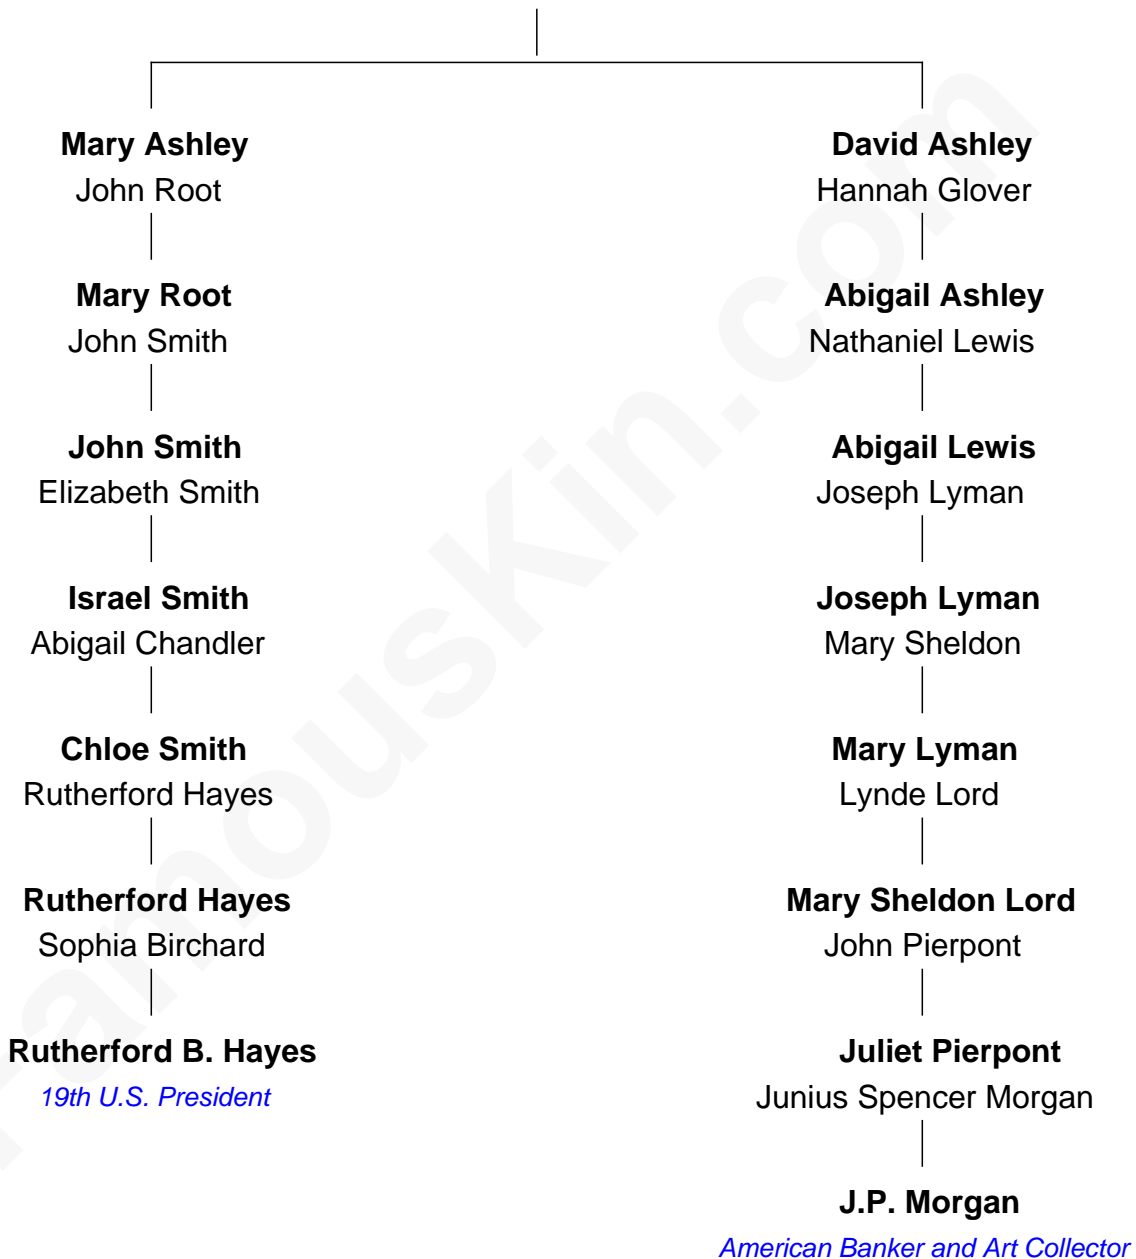 Mary Ashley
John Root
Mary Root
John Smith
John Smith
Elizabeth Smith
Israel Smith
Abigail Chandler
Chloe Smith
Rutherford Hayes
Rutherford Hayes
Sophia Birchard
Rutherford B. Hayes
19th U.S. President
David Ashley
Hannah Glover
Abigail Ashley
Nathaniel Lewis
Abigail Lewis
Joseph Lyman
Joseph Lyman
Mary Sheldon
Mary Lyman
Lynde Lord
Mary Sheldon Lord
John Pierpont
Juliet Pierpont
Junius Spencer Morgan
J.P. Morgan
American Banker and Art Collector
FamousKin.com